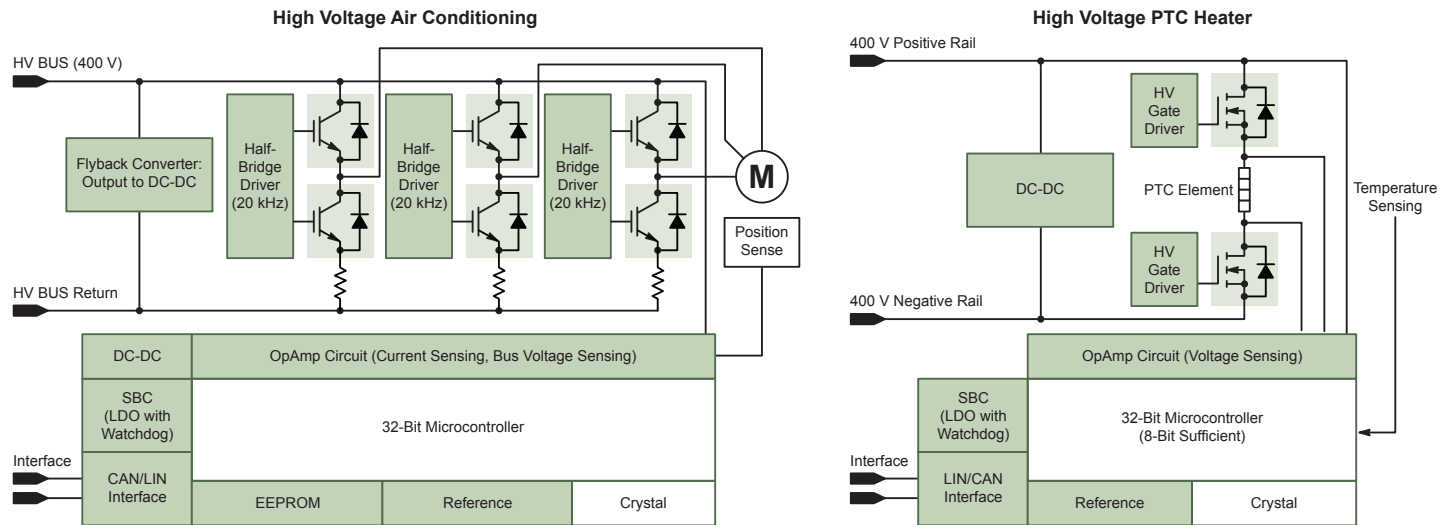 High Voltage Air Conditioning
HV BUS (400 V)
Flyback Converter:
Output to DC-DC
Half-
Bridge
Driver
(20 kHz)
Half-
Bridge
Driver
(20 kHz)
Half-
Bridge
Driver
(20 kHz)
M
Position
Sense
HV BUS Return
DC-DC
OpAmp Circuit (Current Sensing, Bus Voltage Sensing)
SBC
(LDO with
Watchdog)
32-Bit Microcontroller
Interface
CAN/LIN
Interface
EEPROM
Reference
Crystal
High Voltage PTC Heater
400 V Positive Rail
HV
Gate
Driver
DC-DC
PTC Element
Temperature
Sensing
HV
Gate
Driver
400 V Negative Rail
OpAmp Circuit (Voltage Sensing)
SBC
(LDO with
Watchdog)
32-Bit Microcontroller
(8-Bit Sufficient)
Interface
LIN/CAN
Interface
Reference
Crystal